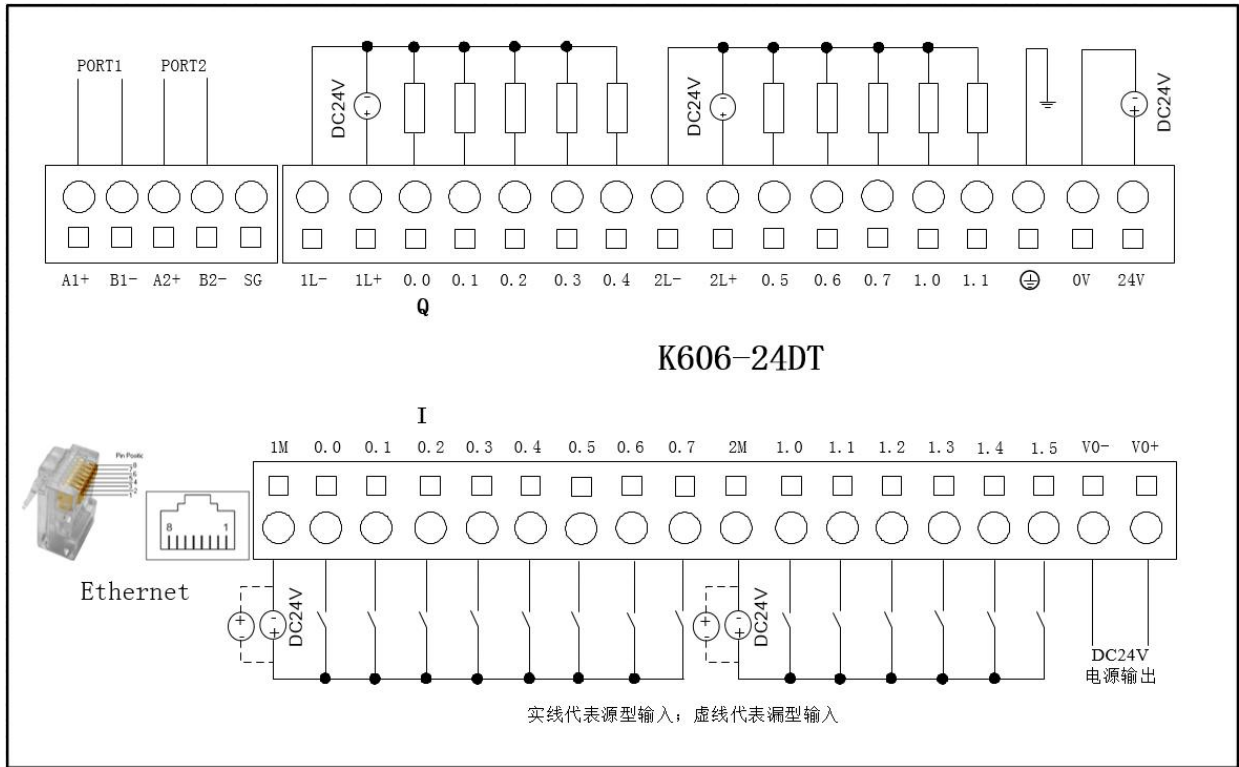 PORT1 PORT2
DC24V
DC24V
DC24V
A1+ B1- A2+ B2- SG 1L- 1L+ 0.0 0.1 0.2 0.3 0.4 2L- 2L+ 0.5 0.6 0.7 1.0 1.1 0V 24V
Q
K606-24DT
I
1M 0.0 0.1 0.2 0.3 0.4 0.5 0.6 0.7 2M 1.0 1.1 1.2 1.3 1.4 1.5 V0- V0+
8 1
Ethernet
DC24V
DC24V
DC24V
电源输出
实线代表源型输入；虚线代表漏型输入